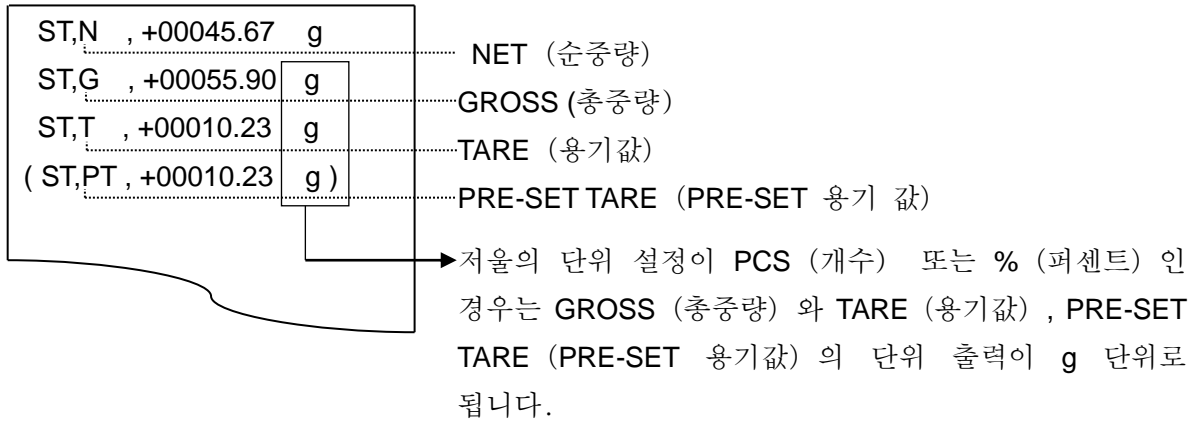 ST,N , +00045.67 g
NET (순중량)
ST,G , +00055.90 g
GROSS (총중량)
ST,T , +00010.23 g
TARE (용기값)
( ST,PT , +00010.23 g )
PRE-SET TARE (PRE-SET 용기 값)
저울의 단위 설정이 PCS (개수) 또는 % (퍼센트) 인
경우는 GROSS (총중량) 와 TARE (용기값) , PRE-SET
TARE (PRE-SET 용기값) 의 단위 출력이 g 단위로
됩니다.